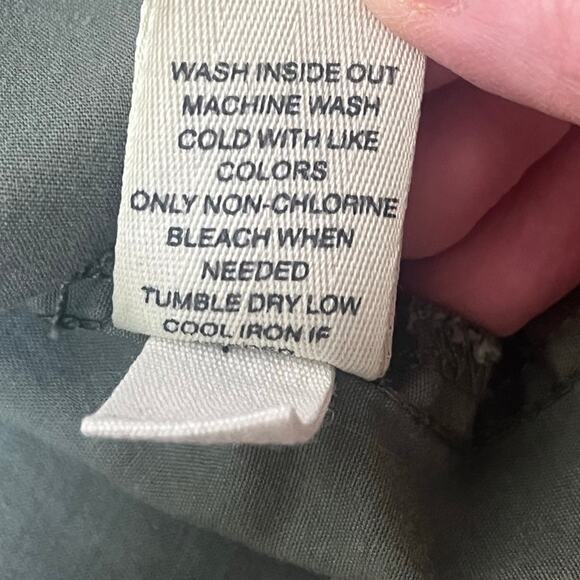 WASH INSIDE OUT
MACHINE WASH
COLD WITH LIKE
COLORS
ONLY NON-CHLORINE
BLEACH WHEN
NEEDED
TUMBLE DRY LOW
COOL IRON IF